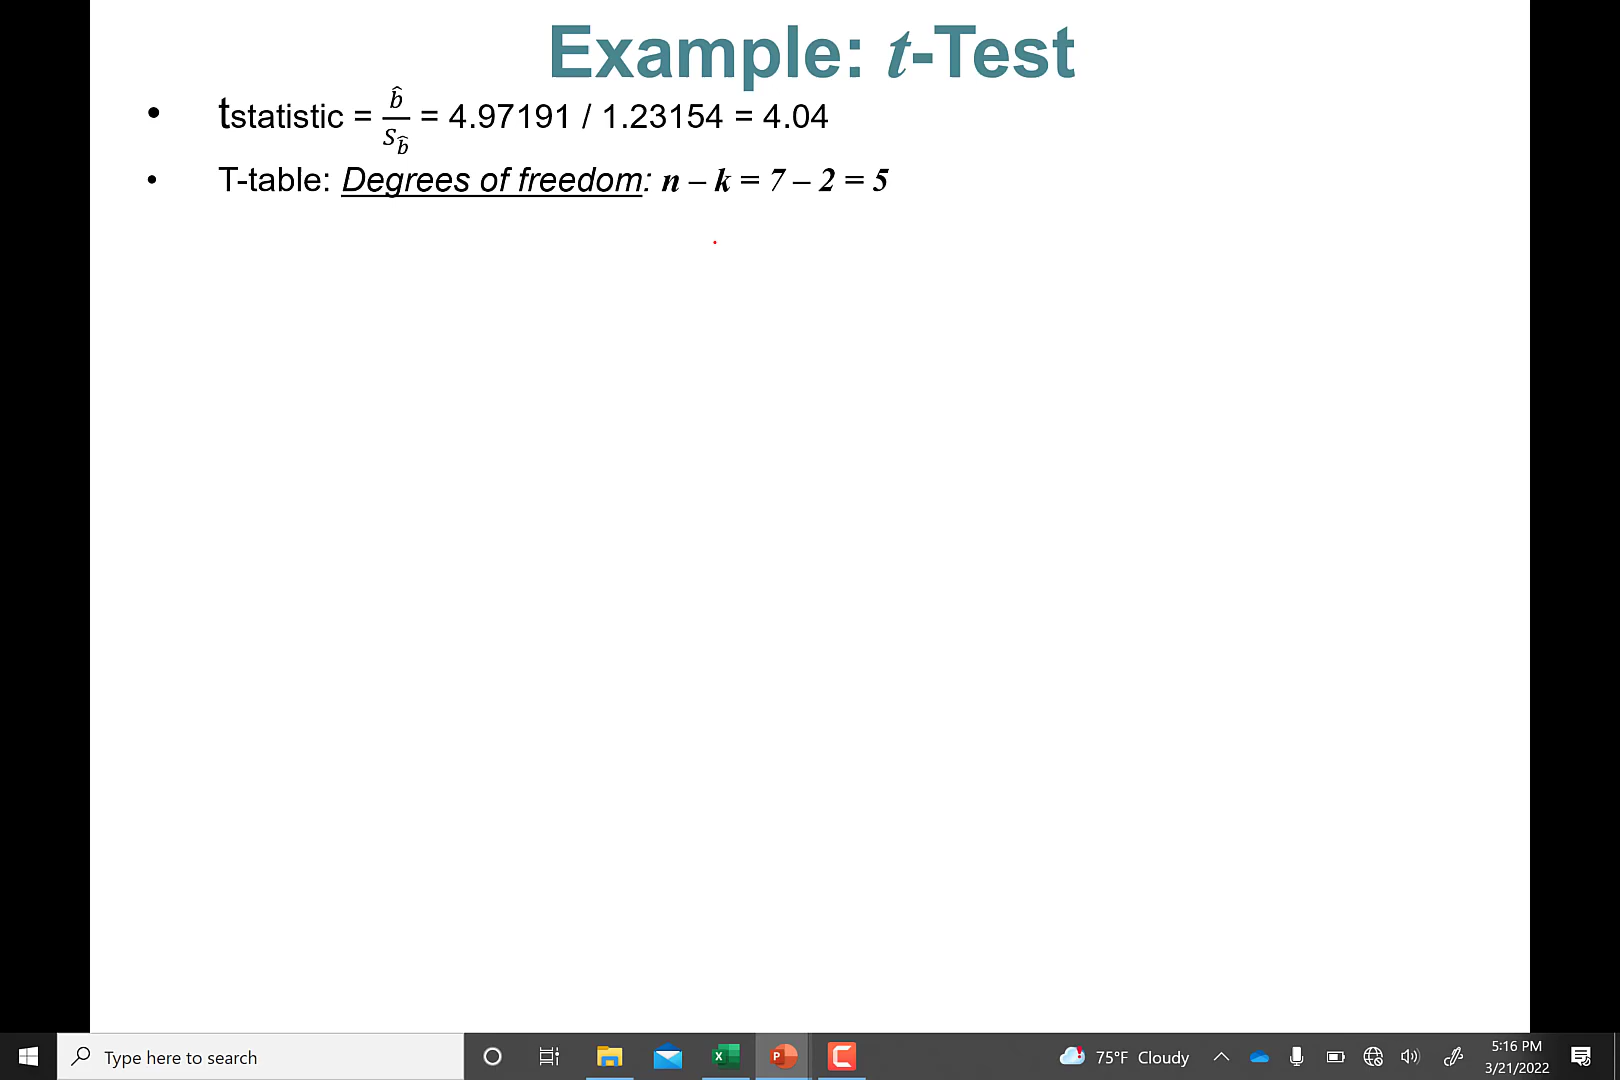 Example: t-Test
• tstatistic = b̂ / S_b̂ = 4.97191 / 1.23154 = 4.04
• T-table: Degrees of freedom: n – k = 7 – 2 = 5
Type here to search
75°F Cloudy
5:16 PM
3/21/2022